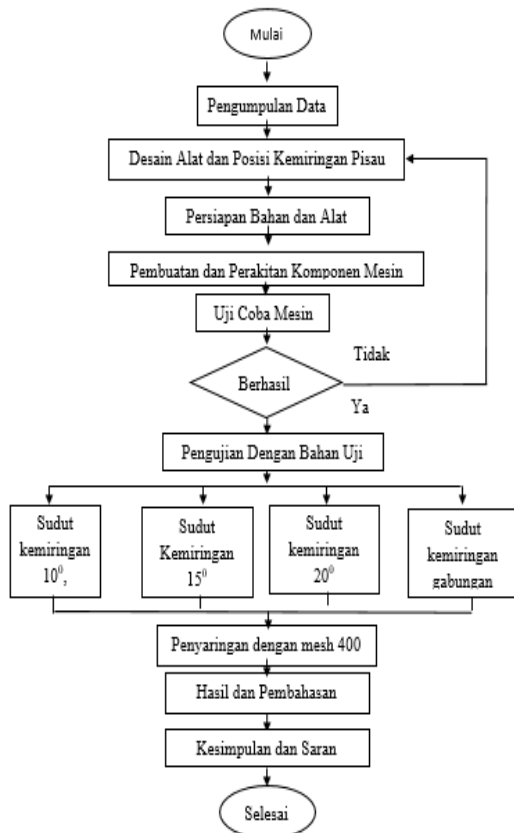 Mulai
Pengumpulan Data
Desain Alat dan Posisi Kemiringan Pisau
Persiapan Bahan dan Alat
Pembuatan dan Perakitan Komponen Mesin
Uji Coba Mesin
Tidak
Berhasil
Ya
Pengujian Dengan Bahan Uji
Sudut
kemiringan
10⁰,
Sudut
Kemiringan
15⁰
Sudut
kemiringan
20⁰
Sudut
kemiringan
gabungan
Penyaringan dengan mesh 400
Hasil dan Pembahasan
Kesimpulan dan Saran
Selesai